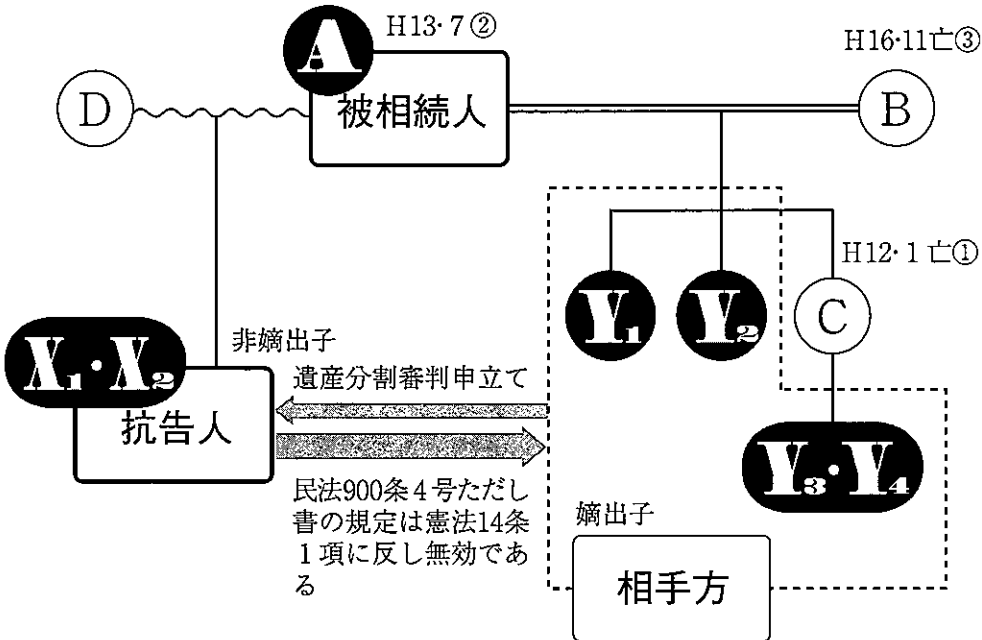 H13・7②
A
被相続人
D
H16・11亡③
B
H12・1亡①
Y₁
Y₂
C
X₁・X₂
非嫡出子
抗告人
遺産分割審判申立て
民法900条4号ただし
書の規定は憲法14条
1項に反し無効であ
る
Y₃・Y₄
嫡出子
相手方